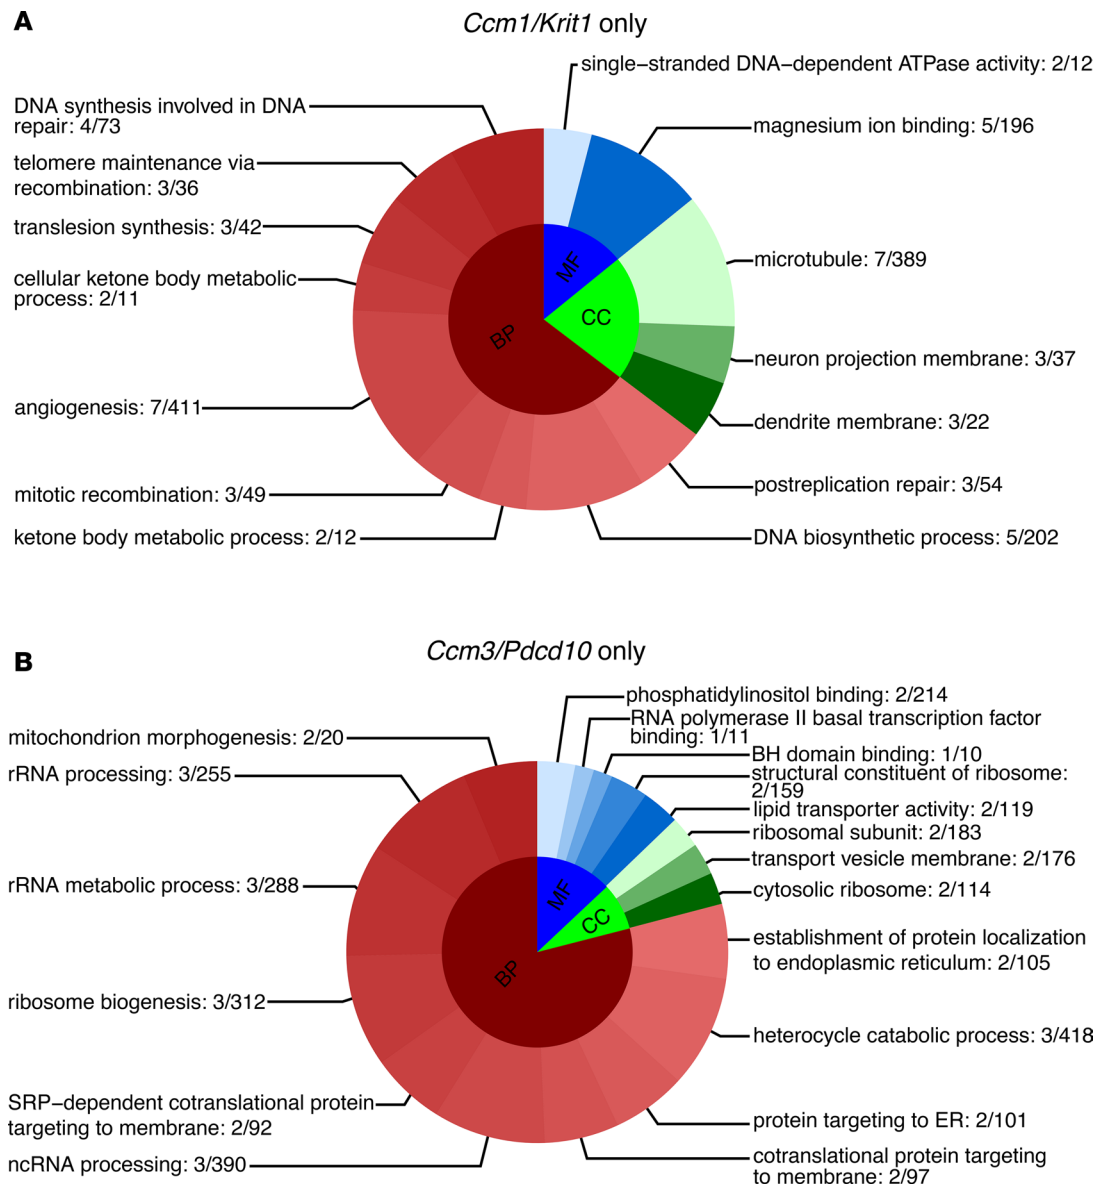 A
Ccm1/Krit1 only
single−stranded DNA−dependent ATPase activity: 2/12
DNA synthesis involved in DNA
repair: 4/73
magnesium ion binding: 5/196
telomere maintenance via
recombination: 3/36
translesion synthesis: 3/42
microtubule: 7/389
cellular ketone body metabolic
process: 2/11
MF
CC
BP
neuron projection membrane: 3/37
angiogenesis: 7/411
dendrite membrane: 3/22
mitotic recombination: 3/49
postreplication repair: 3/54
ketone body metabolic process: 2/12
DNA biosynthetic process: 5/202
B
Ccm3/Pdcd10 only
phosphatidylinositol binding: 2/214
RNA polymerase II basal transcription factor
binding: 1/11
mitochondrion morphogenesis: 2/20
BH domain binding: 1/10
rRNA processing: 3/255
structural constituent of ribosome:
2/159
lipid transporter activity: 2/119
ribosomal subunit: 2/183
transport vesicle membrane: 2/176
rRNA metabolic process: 3/288
cytosolic ribosome: 2/114
MF
CC
BP
establishment of protein localization
to endoplasmic reticulum: 2/105
ribosome biogenesis: 3/312
heterocycle catabolic process: 3/418
SRP−dependent cotranslational protein
targeting to membrane: 2/92
protein targeting to ER: 2/101
ncRNA processing: 3/390
cotranslational protein targeting
to membrane: 2/97